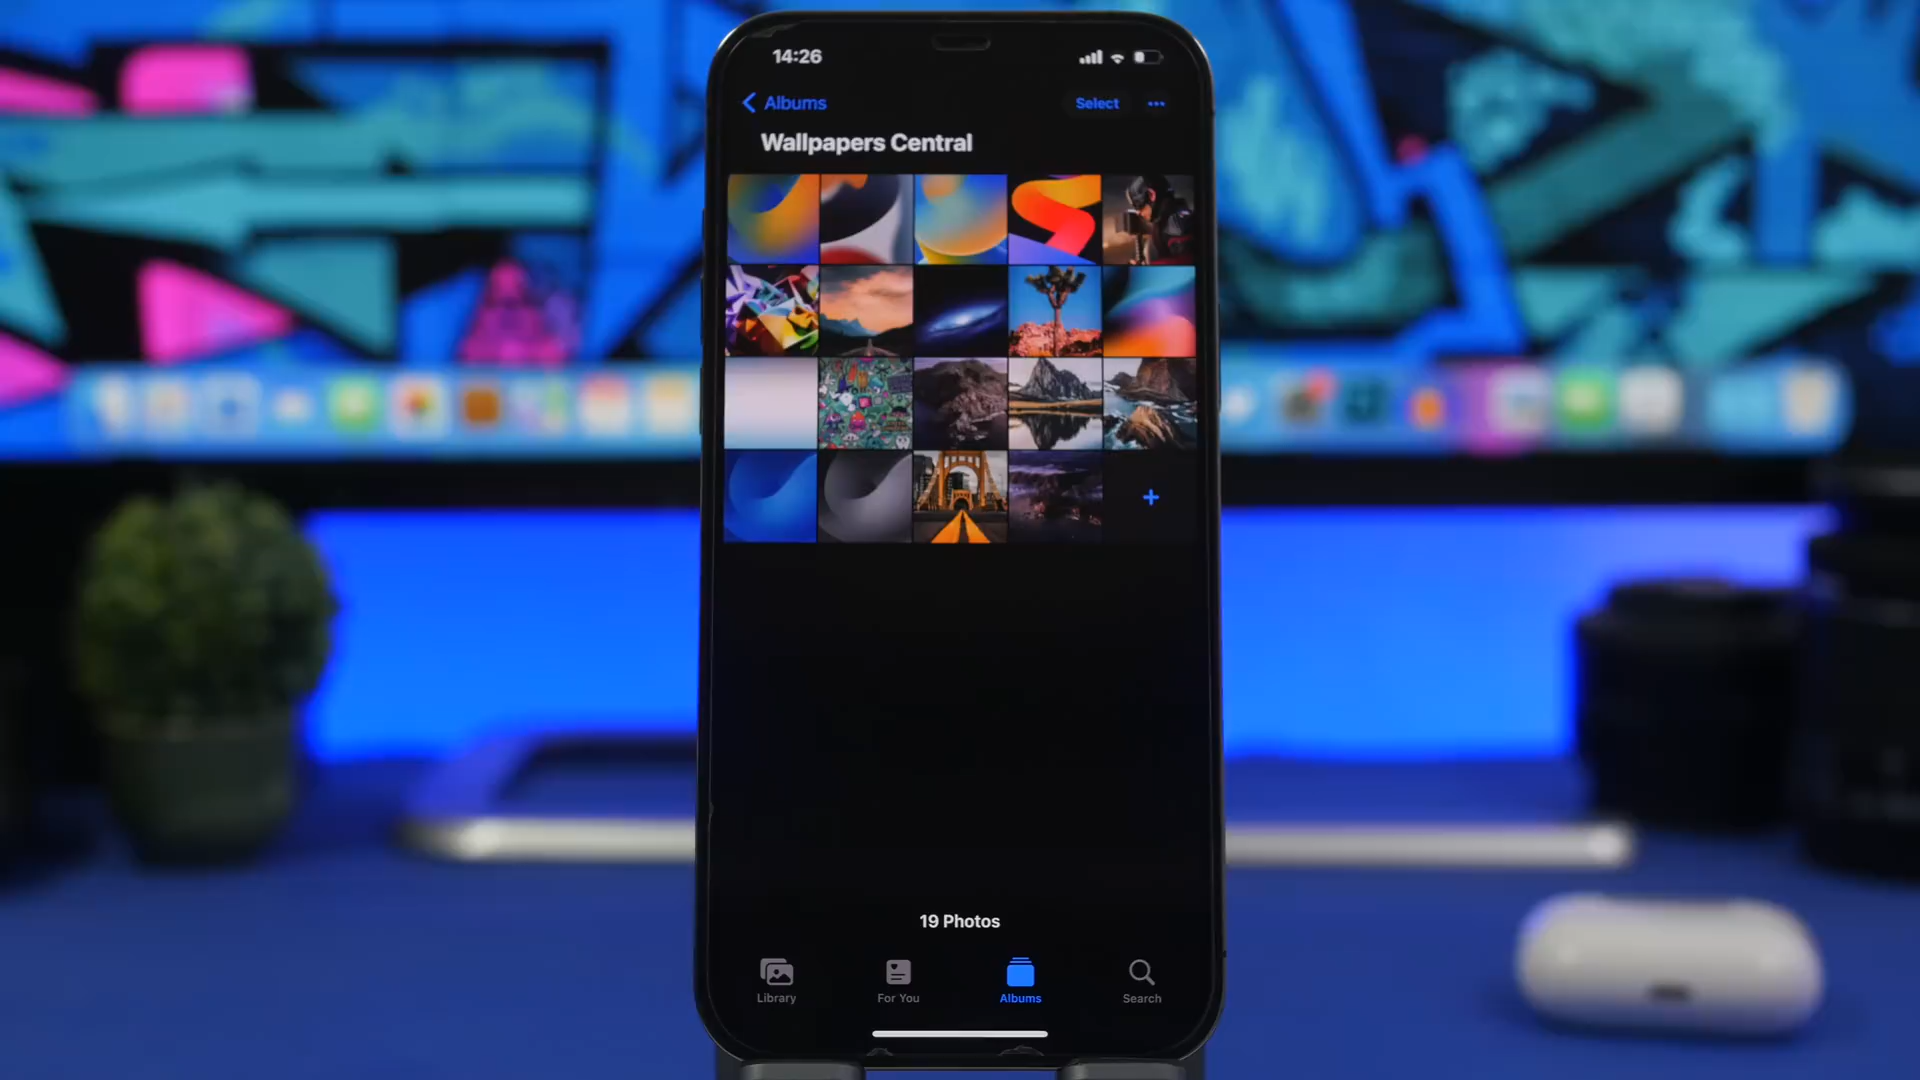 14:26
Albums
Select
Wallpapers Central
19 Photos
Library
For You
Albums
Search